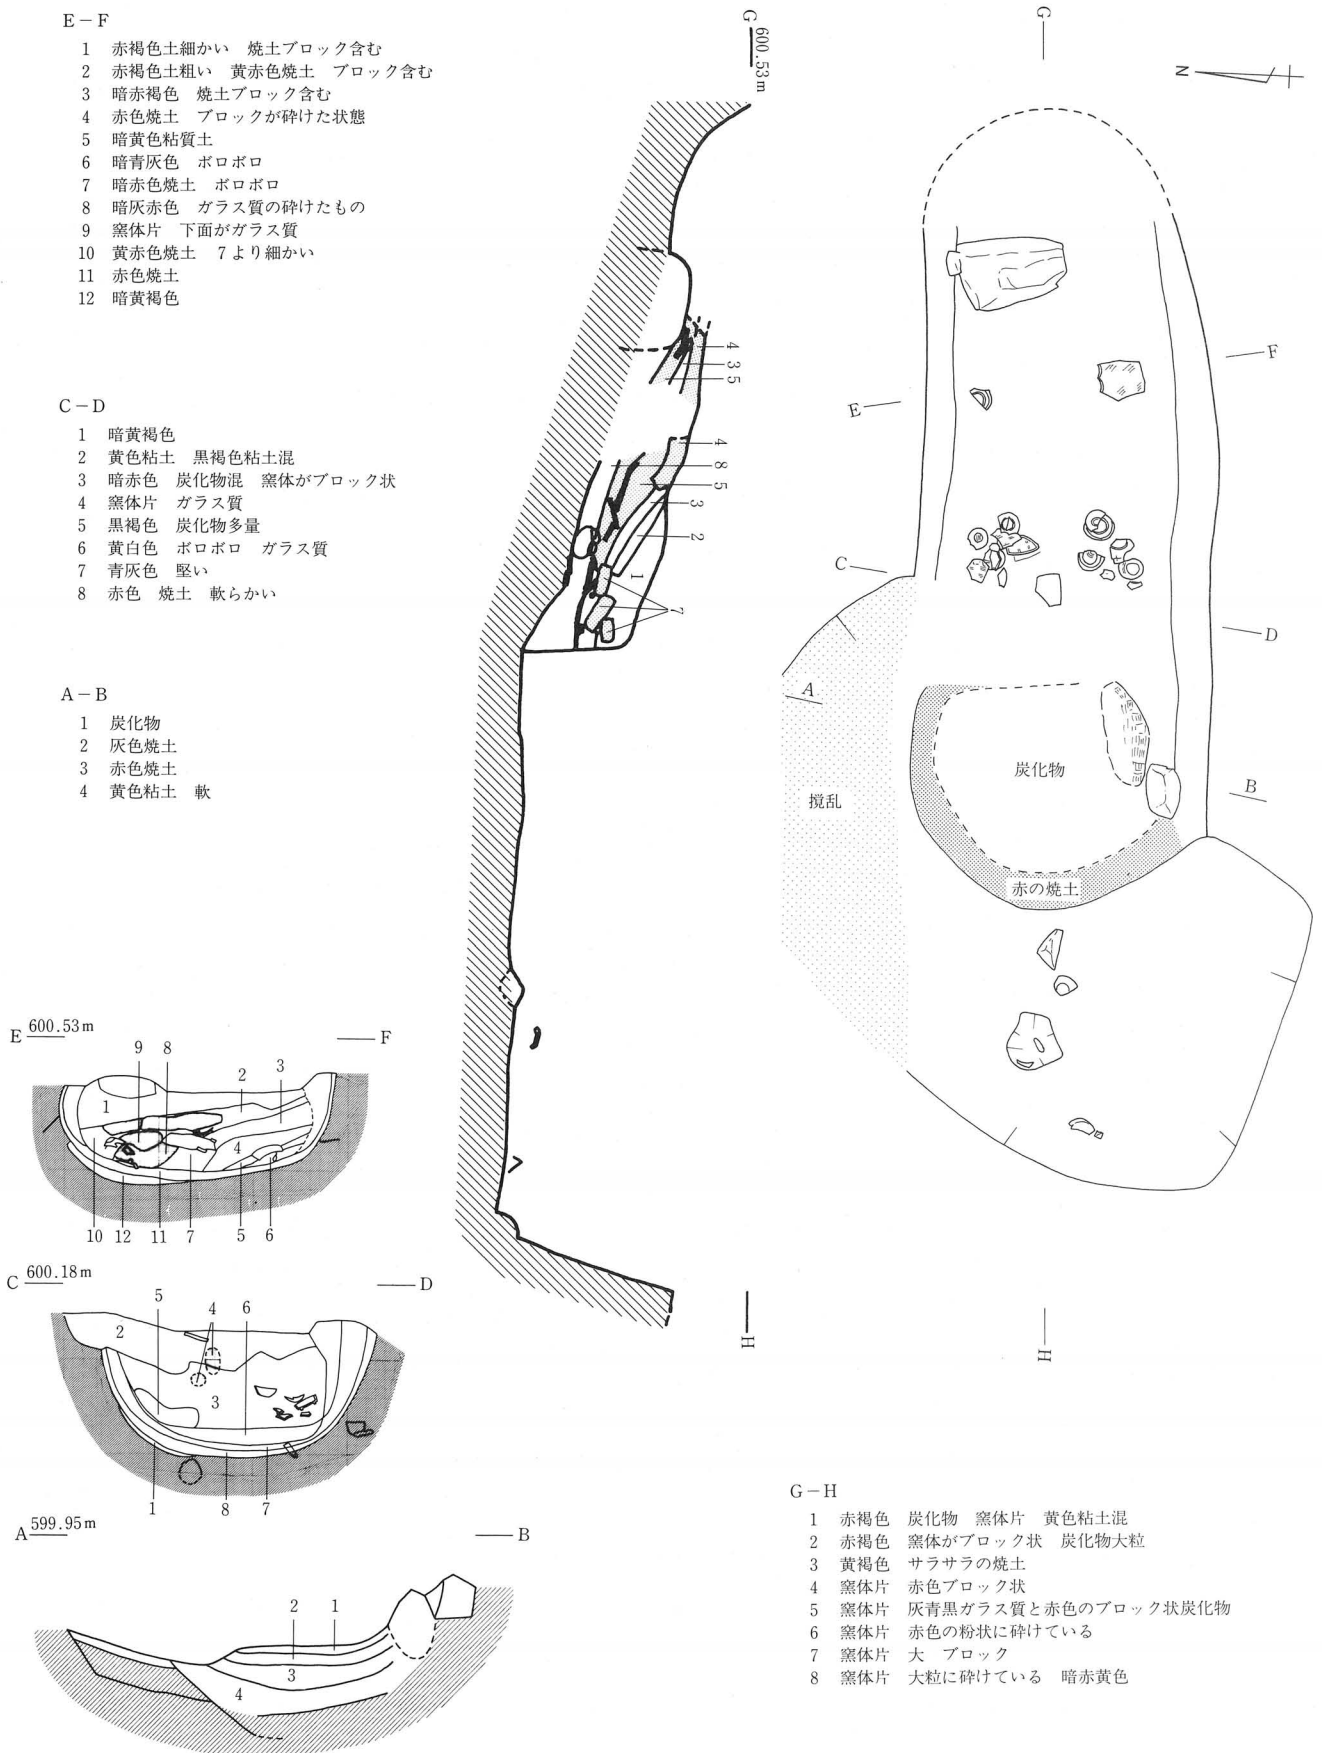 E－F
1 赤褐色土細かい 焼土ブロック含む
2 赤褐色土粗い 黄赤色焼土 ブロック含む
3 暗赤褐色 焼土ブロック含む
4 赤色焼土 ブロックが砕けた状態
5 暗黄色粘質土
6 暗青灰色 ボロボロ
7 暗赤色焼土 ボロボロ
8 暗灰赤色 ガラス質の砕けたもの
9 窯体片 下面がガラス質
10 黄赤色焼土 7より細かい
11 赤色焼土
12 暗黄褐色
C－D
1 暗黄褐色
2 黄色粘土 黒褐色粘土混
3 暗赤色 炭化物混 窯体がブロック状
4 窯体片 ガラス質
5 黒褐色 炭化物多量
6 黄白色 ボロボロ ガラス質
7 青灰色 堅い
8 赤色 焼土 軟らかい
A－B
1 炭化物
2 灰色焼土
3 赤色焼土
4 黄色粘土 軟
G 600.53m
4
3
5
4
8
5
3
2
1
7
H
G
N
F
E
C
D
A
B
炭化物
撹乱
赤の焼土
H
E 600.53m F
9 8 2 3
1
4
10 12 11 7 5 6
C 600.18m D
5 4 6
2
3
1 8 7
A 599.95m B
2 1
3
4
G－H
1 赤褐色 炭化物 窯体片 黄色粘土混
2 赤褐色 窯体がブロック状 炭化物大粒
3 黄褐色 サラサラの焼土
4 窯体片 赤色ブロック状
5 窯体片 灰青黒ガラス質と赤色のブロック状炭化物
6 窯体片 赤色の粉状に砕けている
7 窯体片 大 ブロック
8 窯体片 大粒に砕けている 暗赤黄色